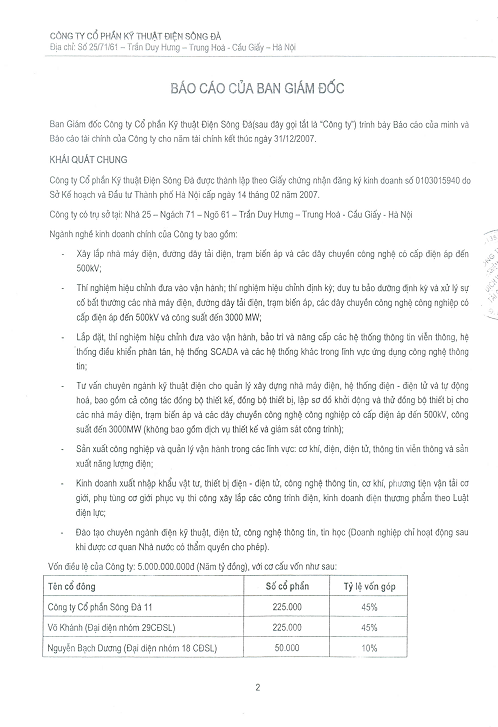 CÔNG TY CỔ PHẦN KỸ THUẬT ĐIỆN SÔNG ĐÀ
Địa chỉ: Số 25/71/61 – Trần Duy Hưng – Trung Hoà - Cầu Giấy – Hà Nội
BÁO CÁO CỦA BAN GIÁM ĐỐC
Ban Giám đốc Công ty Cổ phần Kỹ thuật Điện Sông Đà(sau đây gọi tắt là "Công ty") trình bày Báo cáo của mình và
Báo cáo tài chính của Công ty cho năm tài chính kết thúc ngày 31/12/2007.
KHÁI QUÁT CHUNG
Công ty Cổ phần Kỹ thuật Điện Sông Đà được thành lập theo Giấy chứng nhận đăng ký kinh doanh số 0103015940 do
Sở Kế hoạch và Đầu tư Thành phố Hà Nội cấp ngày 14 tháng 02 năm 2007.
Công ty có trụ sở tại: Nhà 25 – Ngách 71 – Ngõ 61 – Trần Duy Hưng – Trung Hoà - Cầu Giấy - Hà Nội
Ngành nghề kinh doanh chính của Công ty bao gồm:
- Xây lắp nhà máy điện, đường dây tải điện, trạm biến áp và các dây chuyền công nghệ có cấp điện áp đến
500kV;
- Thí nghiệm hiệu chỉnh đưa vào vận hành; thí nghiệm hiệu chỉnh định kỳ; duy tu bảo dưỡng định kỳ và xử lý sự
cố bất thường các nhà máy điện, đường dây tải điện, trạm biến áp, các dây chuyền công nghệ công nghiệp có
cấp điện áp đến 500kV và công suất đến 3000 MW;
- Lắp đặt, thí nghiệm hiệu chỉnh đưa vào vận hành, bảo trì và nâng cấp các hệ thống thông tin viễn thông, hệ
thống điều khiển phân tán, hệ thống SCADA và các hệ thống khác trong lĩnh vực ứng dụng công nghệ thông
tin;
- Tư vấn chuyên ngành kỹ thuật điện cho quản lý xây dựng nhà máy điện, hệ thống điện - điện tử và tự động
hoá, bao gồm cả công tác đồng bộ thiết kế, đồng bộ thiết bị, lập sơ đồ khởi động và thử đồng bộ thiết bị cho
các nhà máy điện, trạm biến áp và các dây chuyền công nghệ công nghiệp có cấp điện áp đến 500kV, công
suất đến 3000MW (không bao gồm dịch vụ thiết kế và giám sát công trình);
- Sản xuất công nghiệp và quản lý vận hành trong các lĩnh vực: cơ khí, điện, điện tử, thông tin viễn thông và sản
xuất năng lượng điện;
- Kinh doanh xuất nhập khẩu vật tư, thiết bị điện - điện tử, công nghệ thông tin, cơ khí, phương tiện vận tải cơ
giới, phụ tùng cơ giới phục vụ thi công xây lắp các công trình điện, kinh doanh điện thương phẩm theo Luật
điện lực;
- Đào tạo chuyên ngành điện kỹ thuật, điện tử, công nghệ thông tin, tin học (Doanh nghiệp chỉ hoạt động sau
khi được cơ quan Nhà nước có thẩm quyền cho phép).
Vốn điều lệ của Công ty: 5.000.000.000đ (Năm tỷ đồng), với cơ cấu vốn như sau:
Tên cổ đông Số cổ phần Tỷ lệ vốn góp
Công ty Cổ phần Sông Đà 11 225.000 45%
Võ Khánh (Đại diện nhóm 29CĐSL) 225.000 45%
Nguyễn Bạch Dương (Đại diện nhóm 18 CĐSL) 50.000 10%
2